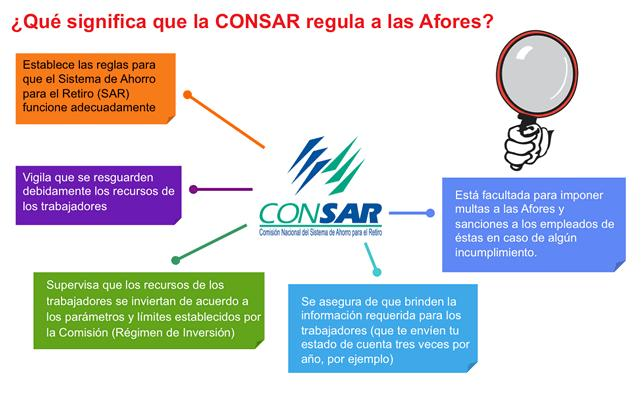 ¿Qué significa que la CONSAR regula a las Afores?
Establece las reglas para
que el Sistema de Ahorro
para el Retiro (SAR)
funcione adecuadamente
Vigila que se resguarden
debidamente los recursos de
los trabajadores
CONSAR
Comisión Nacional del Sistema de Ahorro para el Retiro
Está facultada para imponer
multas a las Afores y
sanciones a los empleados de
éstas en caso de algún
incumplimiento.
Supervisa que los recursos de los
trabajadores se inviertan de acuerdo a
los parámetros y límites establecidos por
la Comisión (Régimen de Inversión)
Se asegura de que brinden la
información requerida para los
trabajadores (que te envíen tu
estado de cuenta tres veces por
año, por ejemplo)